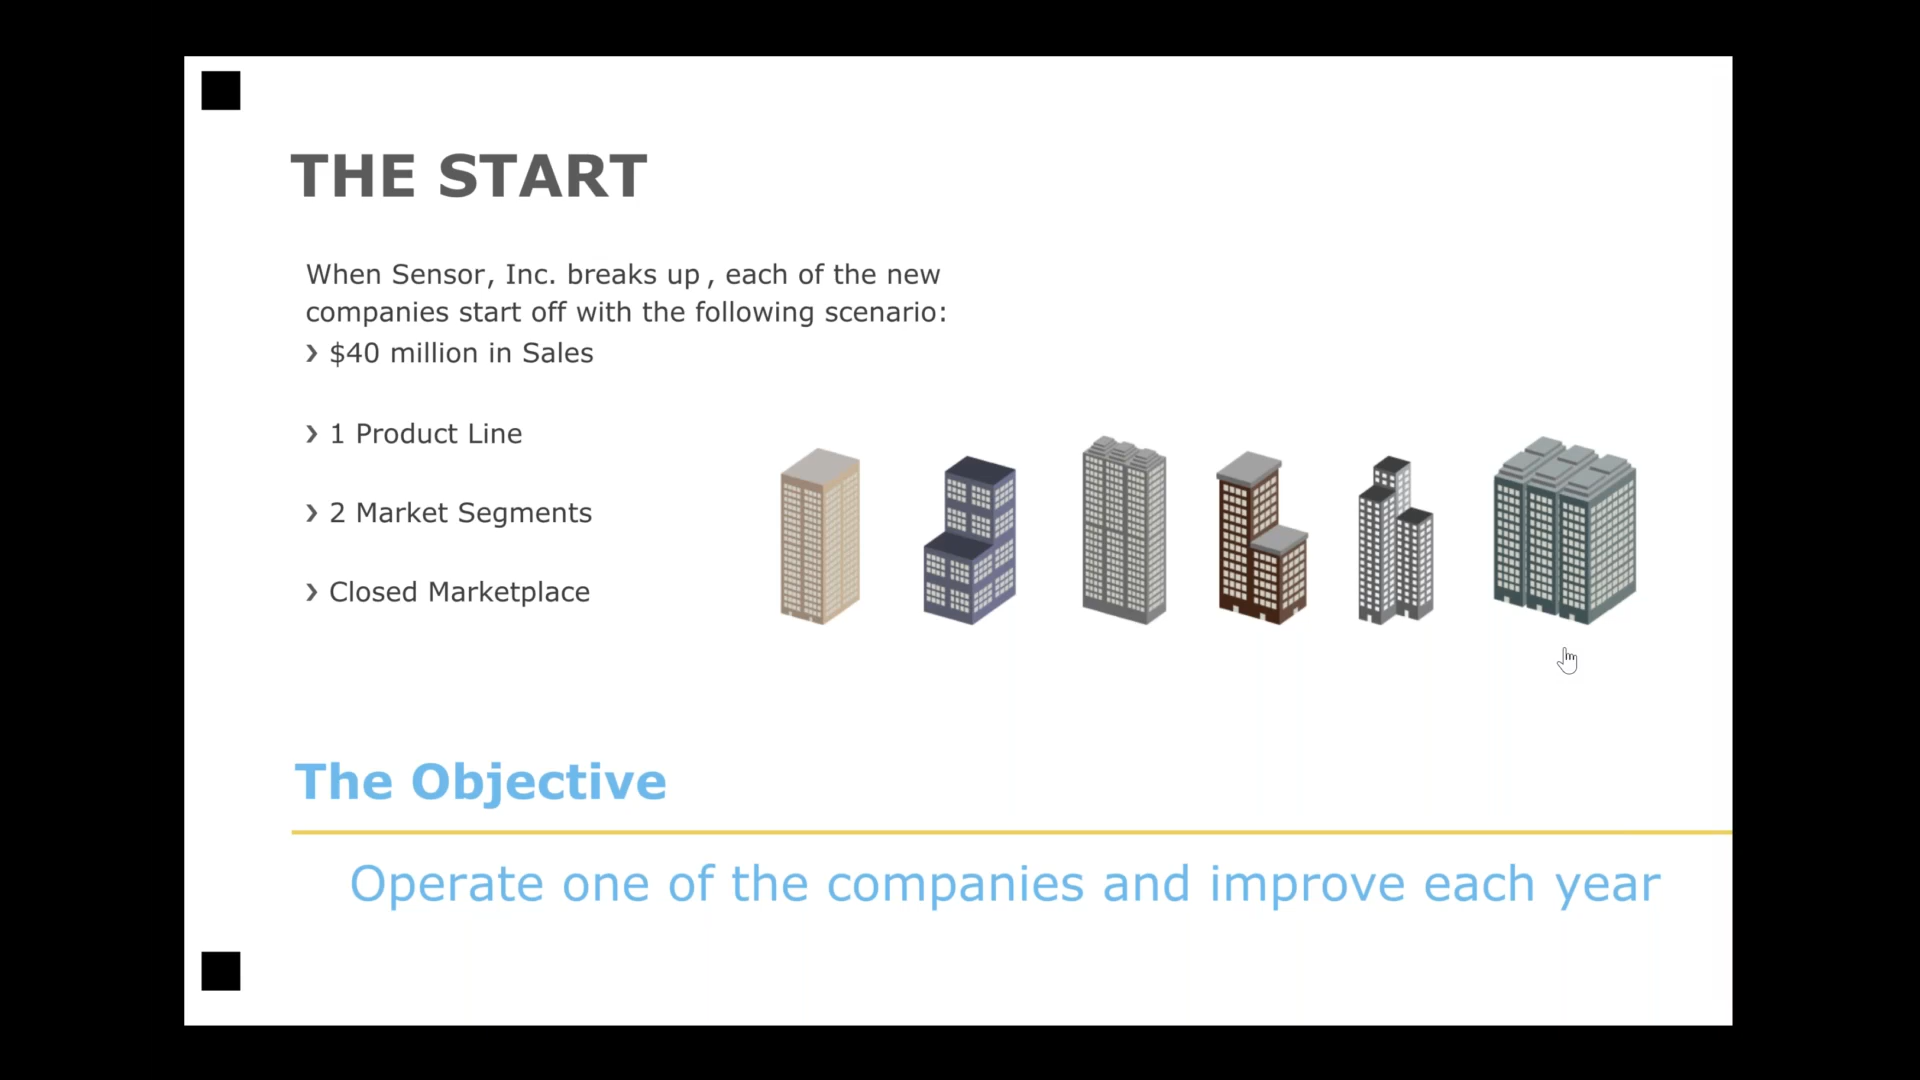 THE START
When Sensor, Inc. breaks up, each of the new
companies start off with the following scenario:
› $40 million in Sales
› 1 Product Line
› 2 Market Segments
› Closed Marketplace
The Objective
Operate one of the companies and improve each year